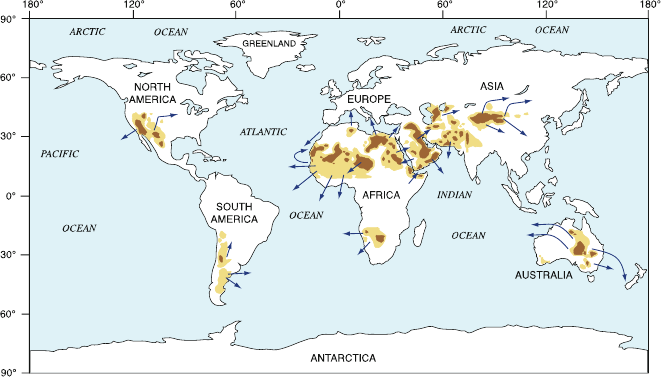 180° 120° 60° 0° 60° 120° 180°
90°
ARCTIC OCEAN
ARCTIC OCEAN
GREENLAND
60°
NORTH
AMERICA
EUROPE
ASIA
30°
ATLANTIC
PACIFIC
0°
AFRICA
INDIAN
SOUTH
AMERICA
OCEAN
OCEAN
OCEAN
30°
AUSTRALIA
60°
ANTARCTICA
90°